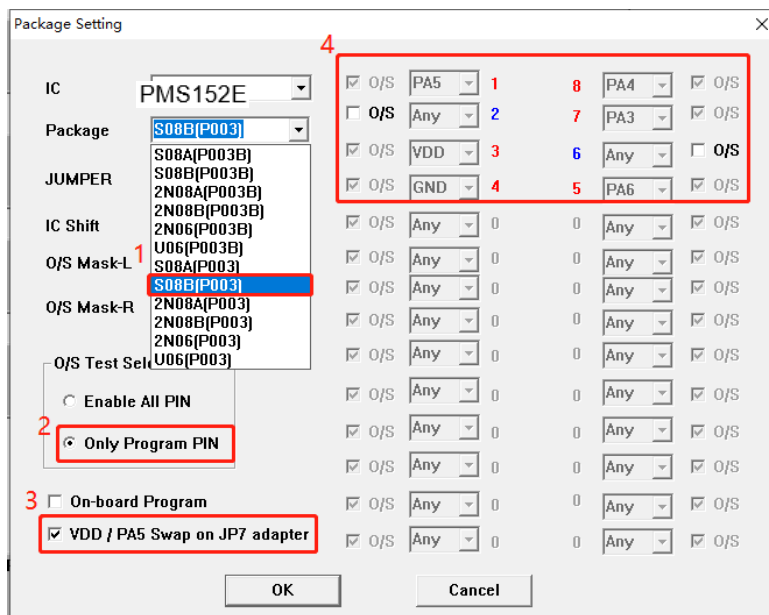 Package Setting
4
IC PMS152E
Package S08B(P003)
S08A(P003B)
S08B(P003B)
2N08A(P003B)
2N08B(P003B)
2N06(P003B)
U06(P003B)
S08A(P003)
S08B(P003)
2N08A(P003)
2N08B(P003)
2N06(P003)
U06(P003)
JUMPER
IC Shift
1
O/S Mask-L
O/S Mask-R
O/S Test Sele
Enable All PIN
2
Only Program PIN
3
On-board Program
VDD / PA5 Swap on JP7 adapter
O/S PA5 1 8 PA4 O/S
O/S Any 2 7 PA3 O/S
O/S VDD 3 6 Any O/S
O/S GND 4 5 PA6 O/S
O/S Any 0 0 Any O/S
O/S Any 0 0 Any O/S
O/S Any 0 0 Any O/S
O/S Any 0 0 Any O/S
O/S Any 0 0 Any O/S
O/S Any 0 0 Any O/S
O/S Any 0 0 Any O/S
O/S Any 0 0 Any O/S
O/S Any 0 0 Any O/S
O/S Any 0 0 Any O/S
OK Cancel